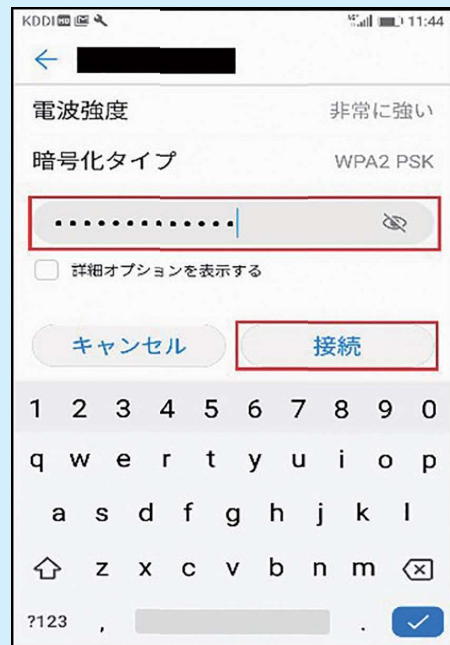 KDDI HD 11:44
電波強度 非常に強い
暗号化タイプ WPA2 PSK
•••••••••••••
詳細オプションを表示する
キャンセル 接続
1 2 3 4 5 6 7 8 9 0
q w e r t y u i o p
a s d f g h j k l
z x c v b n m
?123 , .